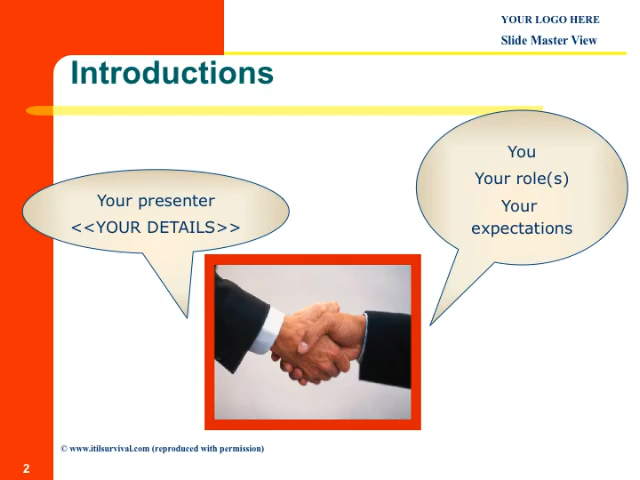 YOUR LOGO HERE
Slide Master View
Introductions
Your presenter
<<YOUR DETAILS>>
You
Your role(s)
Your
expectations
© www.itilsurvival.com (reproduced with permission)
2